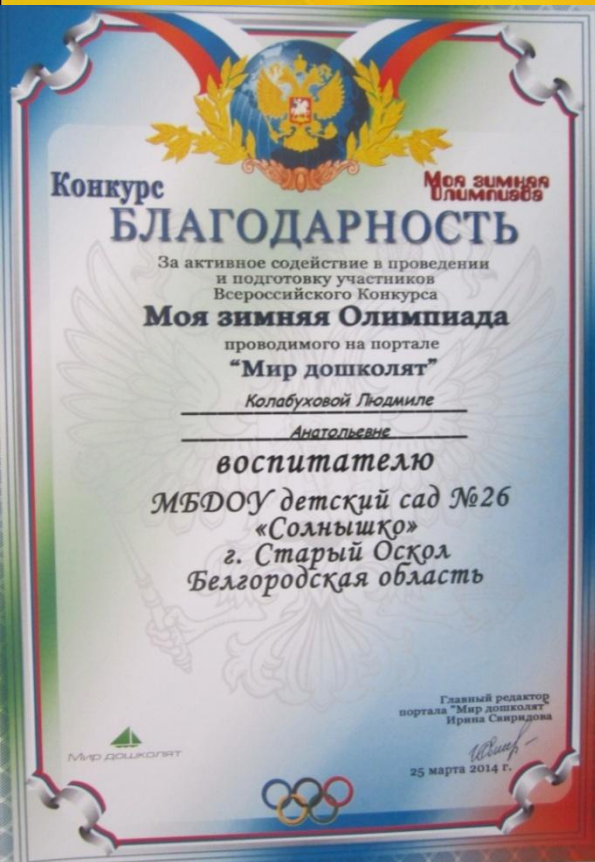 Конкурс
Моя зимняя
Олимпиада
БЛАГОДАРНОСТЬ
За активное содействие в проведении
и подготовку участников
Всероссийского Конкурса
Моя зимняя Олимпиада
проводимого на портале
“Мир дошколят”
Колабуховой Людмиле
Анатольевне
воспитателю
МБДОУ детский сад №26
«Солнышко»
г. Старый Оскол
Белгородская область
Главный редактор
портала “Мир дошколят”
Ирина Свиридова
25 марта 2014 г.
Мир дошколят